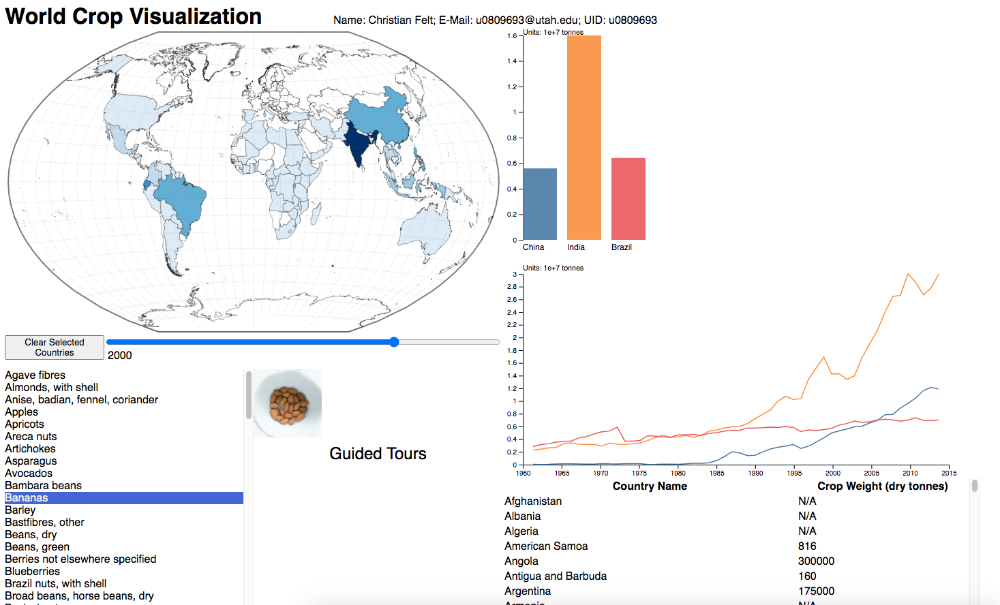 World Crop Visualization
Name: Christian Felt; E-Mail: u0809693@utah.edu; UID: u0809693
Units: 1e+7 tonnes
1.6
1.4
1.2
1
0.8
0.6
0.4
0.2
0
China India Brazil
Units: 1e+7 tonnes
3
2.8
2.6
2.4
2.2
2
1.8
1.6
1.4
1.2
1
0.8
0.6
0.4
0.2
0
1960 1965 1970 1975 1980 1985 1990 1995 2000 2005 2010 2015
Clear Selected
Countries
2000
Agave fibres
Almonds, with shell
Anise, badian, fennel, coriander
Apples
Apricots
Areca nuts
Artichokes
Asparagus
Avocados
Bambara beans
Bananas
Barley
Bastfibres, other
Beans, dry
Beans, green
Berries not elsewhere specified
Blueberries
Brazil nuts, with shell
Broad beans, horse beans, dry
Guided Tours
Country Name Crop Weight (dry tonnes)
Afghanistan N/A
Albania N/A
Algeria N/A
American Samoa 816
Angola 300000
Antigua and Barbuda 160
Argentina 175000
Armenia N/A